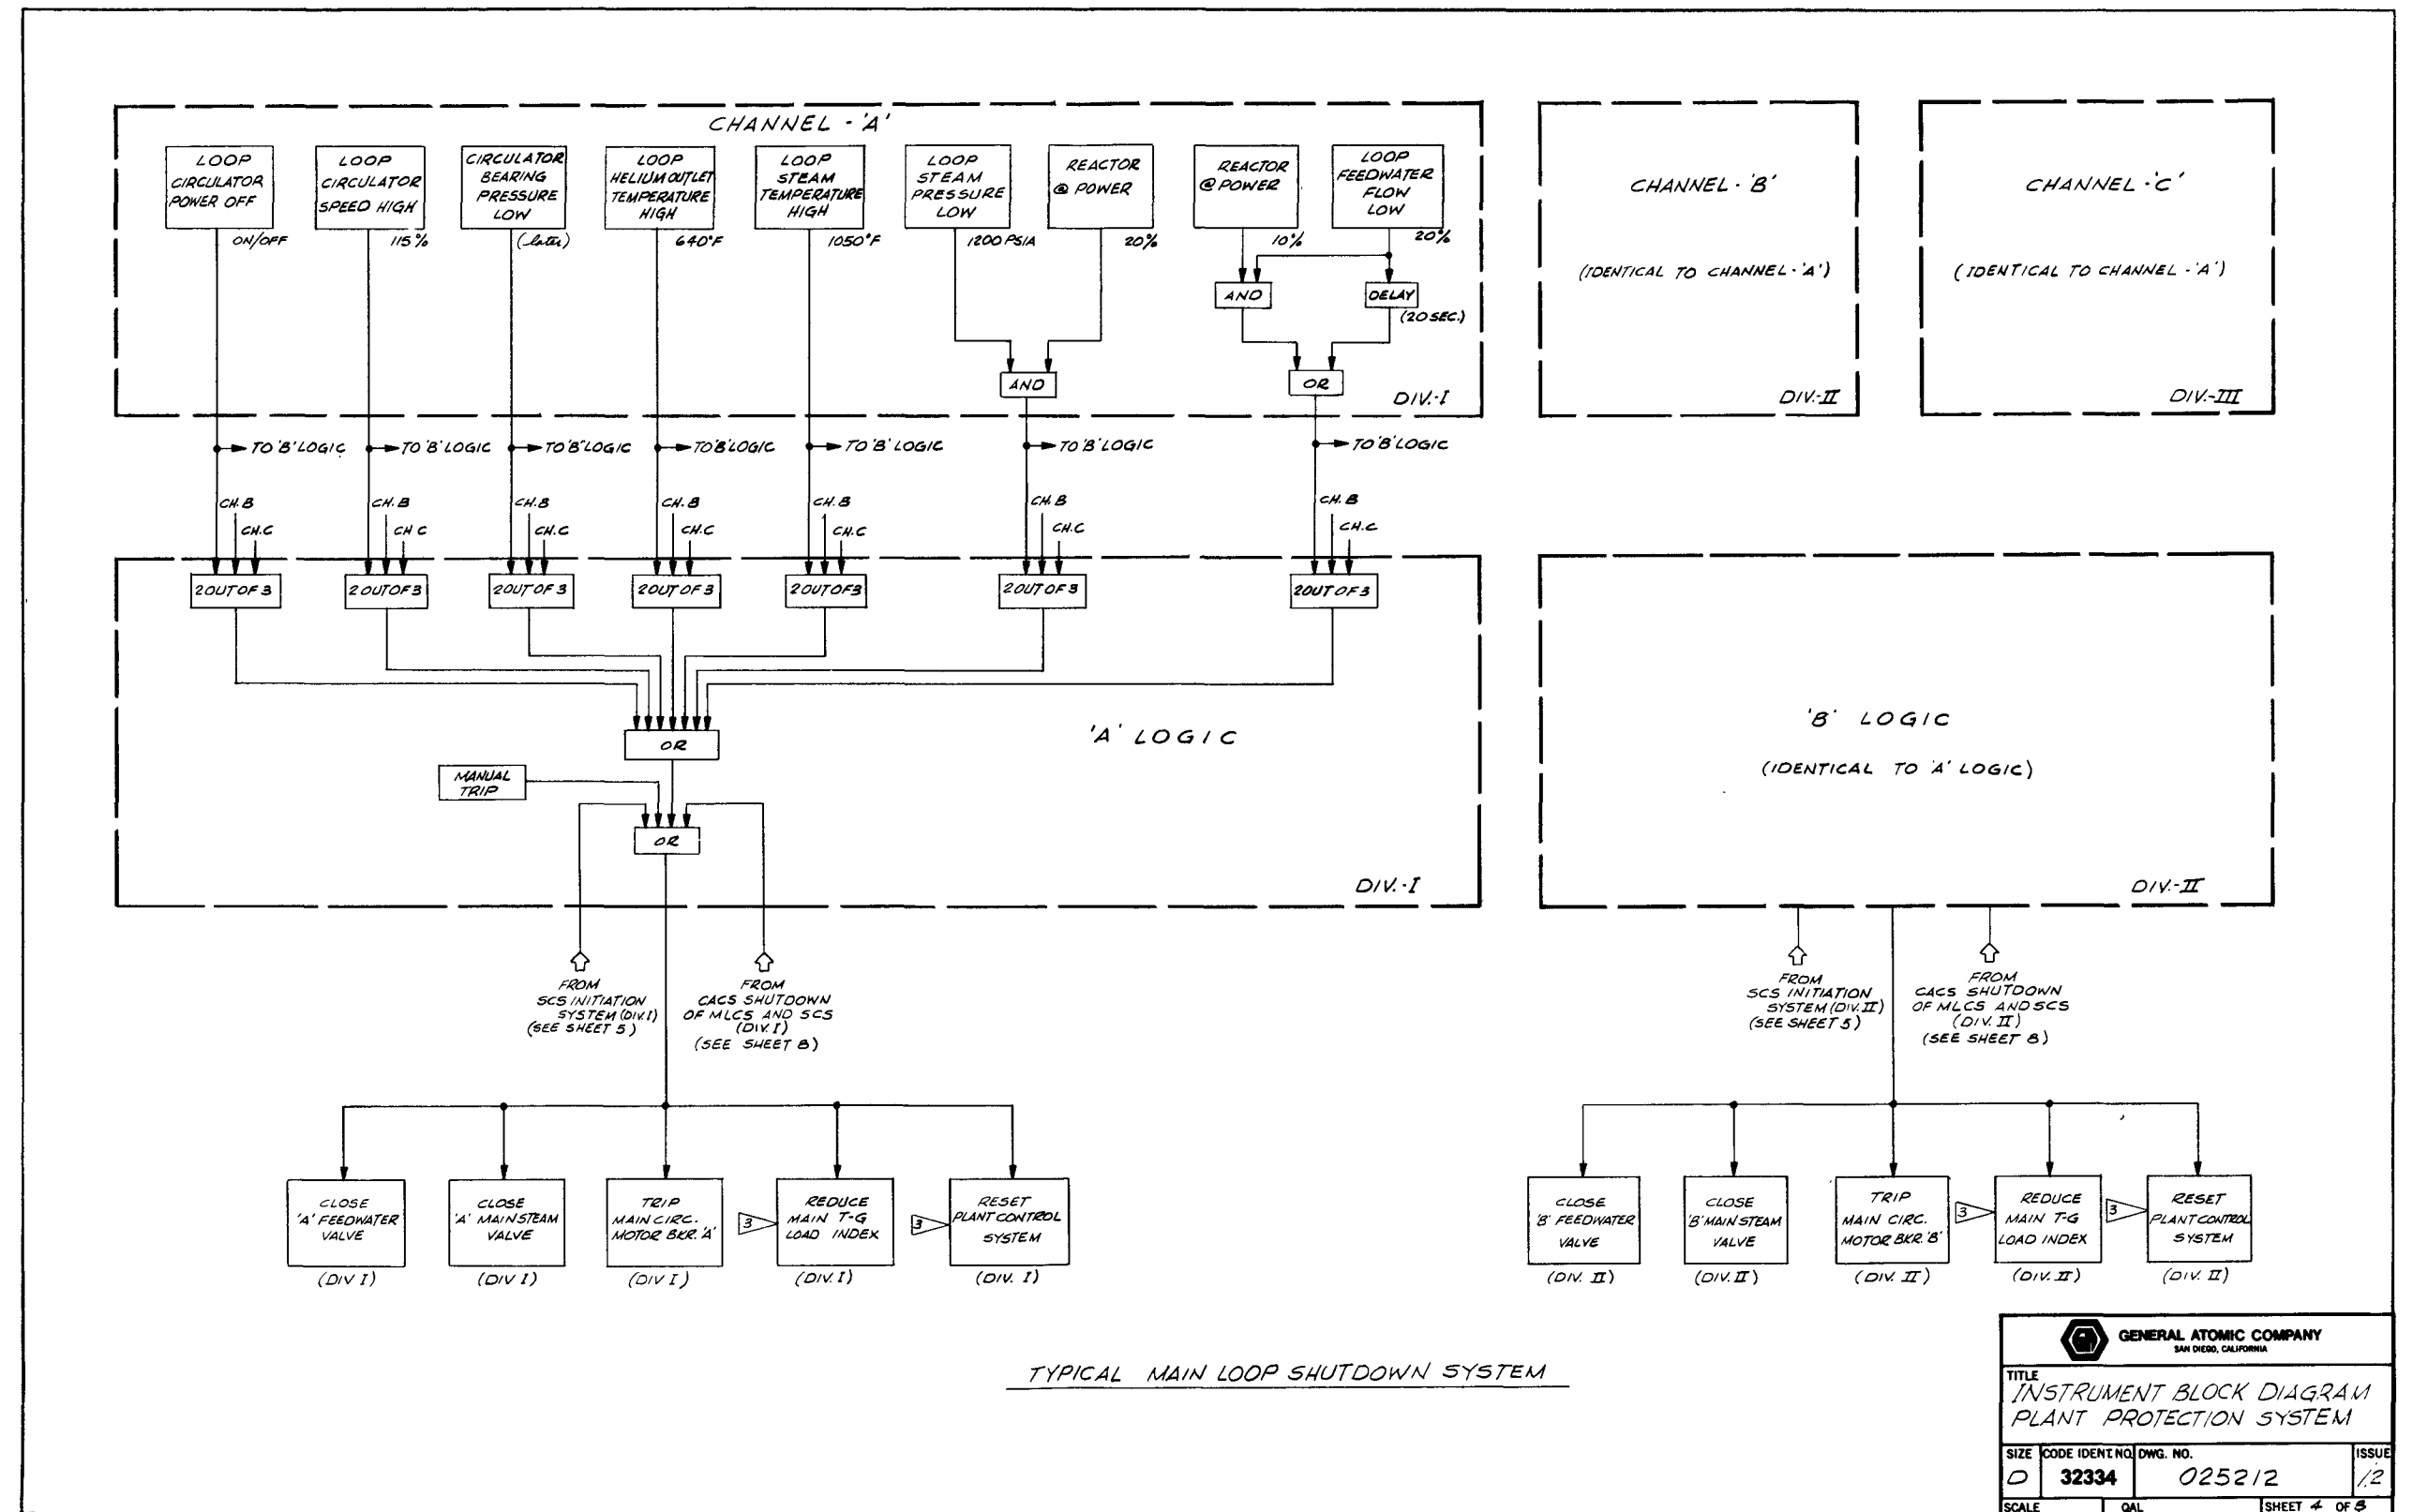 CHANNEL - 'A'
LOOP
CIRCULATOR
POWER OFF
ON/OFF
LOOP
CIRCULATOR
SPEED HIGH
115%
CIRCULATOR
BEARING
PRESSURE
LOW
(later)
LOOP
HELIUM OUTLET
TEMPERATURE
HIGH
640°F
LOOP
STEAM
TEMPERATURE
HIGH
1050°F
LOOP
STEAM
PRESSURE
LOW
1200 PSIA
REACTOR
@ POWER
20%
REACTOR
@ POWER
10%
LOOP
FEEDWATER
FLOW
LOW
20%
AND
DELAY
(20 SEC.)
AND
OR
DIV.-I
CHANNEL - 'B'
(IDENTICAL TO CHANNEL - 'A')
DIV.-II
CHANNEL - 'C'
(IDENTICAL TO CHANNEL - 'A')
DIV.-III
TO 'B' LOGIC
TO 'B' LOGIC
TO 'B' LOGIC
TO 'B' LOGIC
TO 'B' LOGIC
TO 'B' LOGIC
TO 'B' LOGIC
CH. B
CH.C
CH. B
CH C
CH. B
CH.C
CH. B
CH.C
CH. B
CH.C
CH. B
CH.C
CH. B
CH.C
2 OUT OF 3
2 OUT OF 3
2 OUT OF 3
2 OUT OF 3
2 OUT OF 3
2 OUT OF 3
2 OUT OF 3
OR
MANUAL
TRIP
OR
'A' LOGIC
DIV.-I
'B' LOGIC
(IDENTICAL TO 'A' LOGIC)
DIV.-II
FROM
SCS INITIATION
SYSTEM (DIV. I)
(SEE SHEET 5)
FROM
CACS SHUTDOWN
OF MLCS AND SCS
(DIV. I)
(SEE SHEET 8)
FROM
SCS INITIATION
SYSTEM (DIV. II)
(SEE SHEET 5)
FROM
CACS SHUTDOWN
OF MLCS AND SCS
(DIV. II)
(SEE SHEET 8)
CLOSE
'A' FEEDWATER
VALVE
(DIV I)
CLOSE
'A' MAIN STEAM
VALVE
(DIV I)
TRIP
MAIN CIRC.
MOTOR BKR. 'A'
(DIV I)
3
REDUCE
MAIN T-G
LOAD INDEX
(DIV. I)
3
RESET
PLANT CONTROL
SYSTEM
(DIV. I)
CLOSE
'B' FEEDWATER
VALVE
(DIV. II)
CLOSE
'B' MAIN STEAM
VALVE
(DIV. II)
TRIP
MAIN CIRC.
MOTOR BKR. 'B'
(DIV. II)
3
REDUCE
MAIN T-G
LOAD INDEX
(DIV. II)
3
RESET
PLANT CONTROL
SYSTEM
(DIV. II)
TYPICAL MAIN LOOP SHUTDOWN SYSTEM
GENERAL ATOMIC COMPANY
SAN DIEGO, CALIFORNIA
TITLE
INSTRUMENT BLOCK DIAGRAM
PLANT PROTECTION SYSTEM
SIZE CODE IDENT. NO. DWG. NO. ISSUE
D 32334 025212 12
SCALE QAL SHEET 4 OF 8